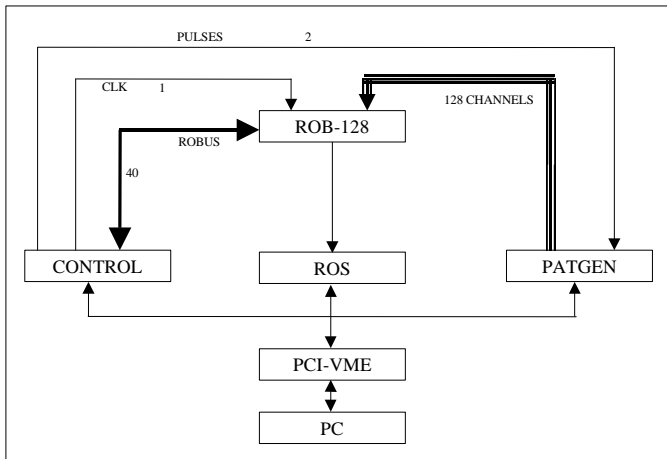 PULSES 2
CLK 1
128 CHANNELS
ROB-128
ROBUS
40
CONTROL
ROS
PATGEN
PCI-VME
PC